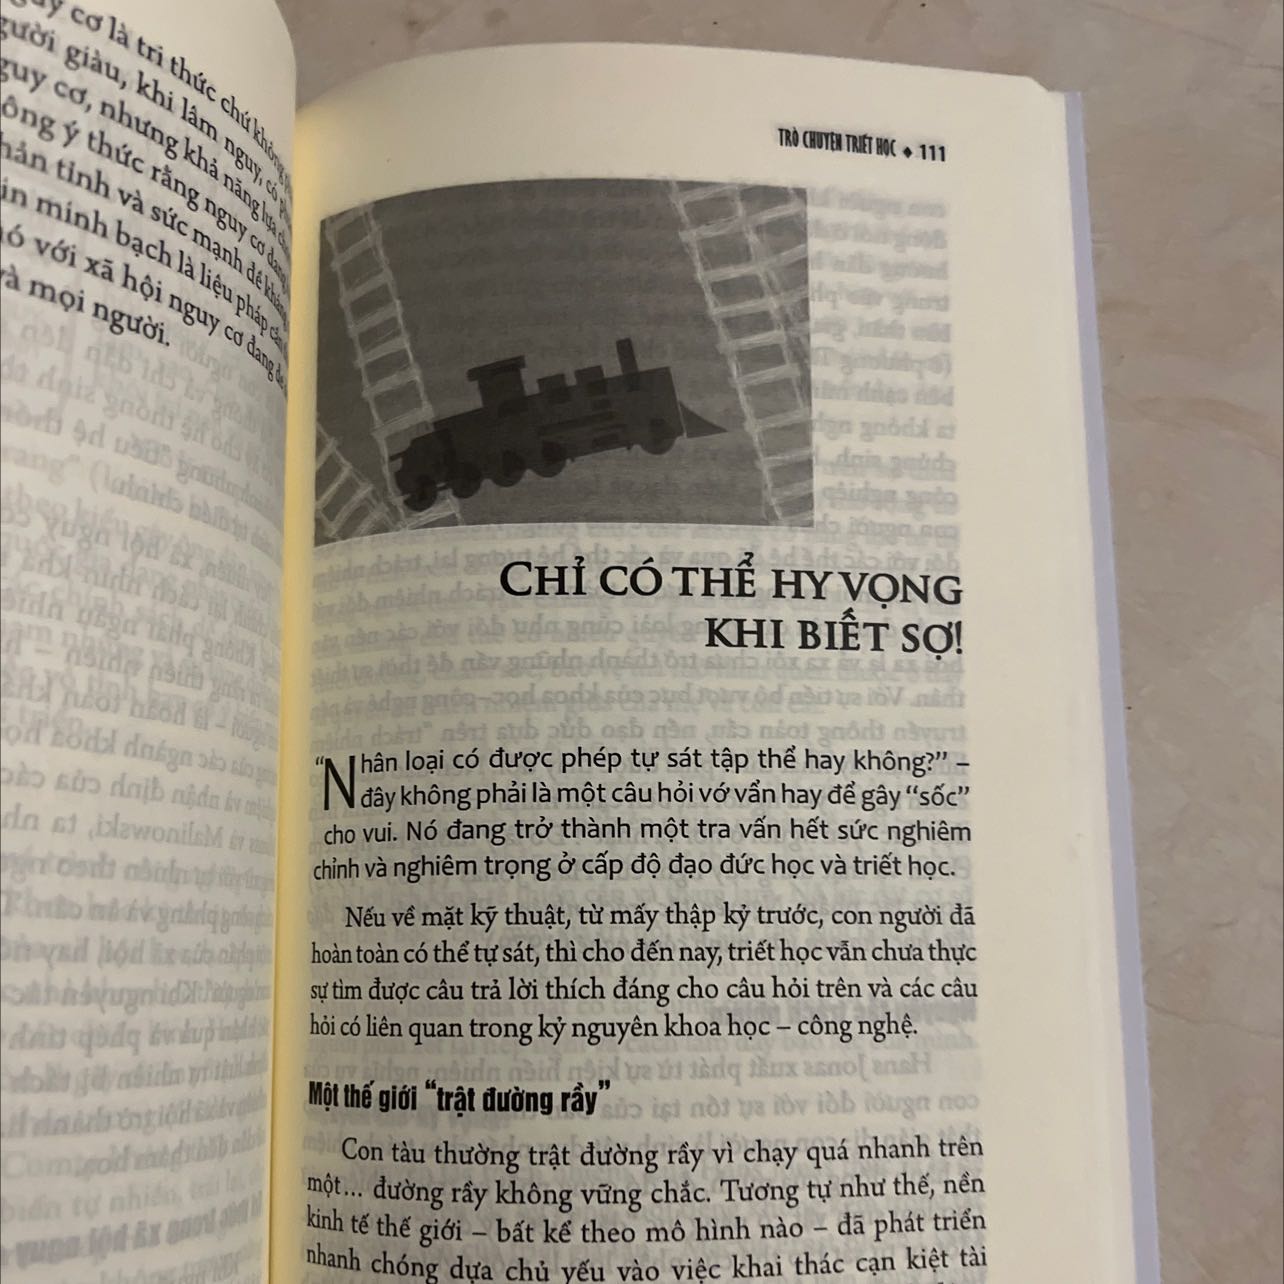 guy cơ là tri thức chứ không
người giàu, khi lâm nguy, có
guy cơ, nhưng khả năng lựa
ông ý thức rằng nguy cơ đang
hản tỉnh và sức mạnh để kháng
in minh bạch là liệu pháp
ó với xã hội nguy cơ đang đe
và mọi người.
TRÒ CHUYỆN TRIẾT HỌC ◆ 111
CHỈ CÓ THỂ HY VỌNG
KHI BIẾT SỢ!
“Nhân loại có được phép tự sát tập thể hay không?” –
đây không phải là một câu hỏi vớ vẩn hay để gây “sốc”
cho vui. Nó đang trở thành một tra vấn hết sức nghiêm
chỉnh và nghiêm trọng ở cấp độ đạo đức học và triết học.
Nếu về mặt kỹ thuật, từ mấy thập kỷ trước, con người đã
hoàn toàn có thể tự sát, thì cho đến nay, triết học vẫn chưa thực
sự tìm được câu trả lời thích đáng cho câu hỏi trên và các câu
hỏi có liên quan trong kỷ nguyên khoa học – công nghệ.
Một thế giới “trật đường rầy”
Con tàu thường trật đường rầy vì chạy quá nhanh trên
một... đường rầy không vững chắc. Tương tự như thế, nền
kinh tế thế giới – bất kể theo mô hình nào – đã phát triển
nhanh chóng dựa chủ yếu vào việc khai thác cạn kiệt tài